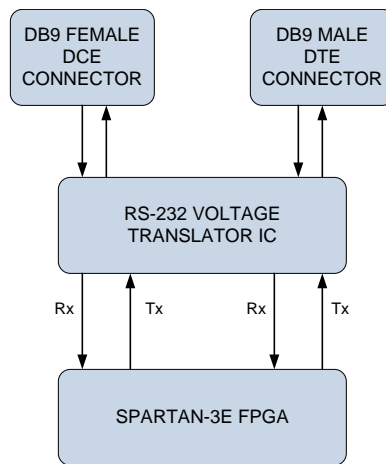 DB9 FEMALE
DCE
CONNECTOR
DB9 MALE
DTE
CONNECTOR
RS-232 VOLTAGE
TRANSLATOR IC
Rx
Tx
Rx
Tx
SPARTAN-3E FPGA